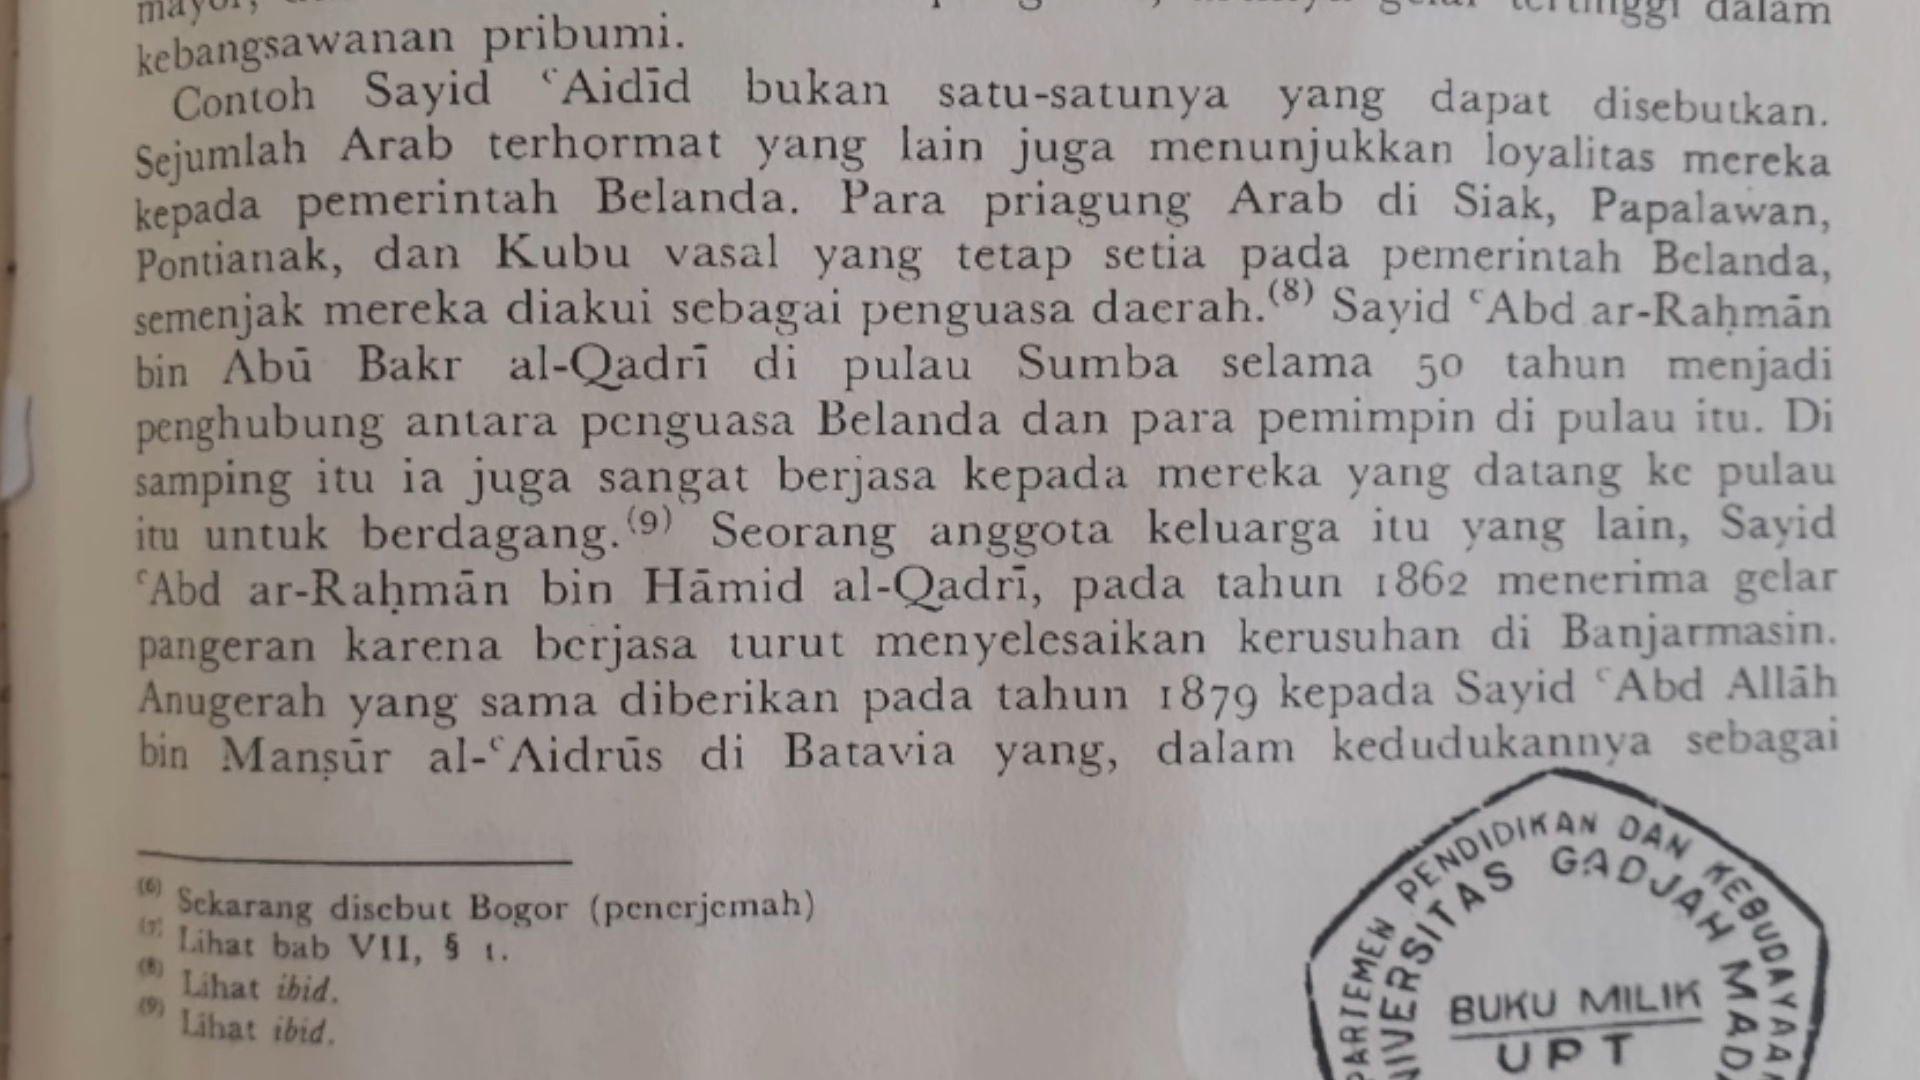 gelar tertinggi dalam
kebangsawanan pribumi.
Contoh Sayid ʿAidīd bukan satu-satunya yang dapat disebutkan.
Sejumlah Arab terhormat yang lain juga menunjukkan loyalitas mereka
kepada pemerintah Belanda. Para priagung Arab di Siak, Papalawan,
Pontianak, dan Kubu vasal yang tetap setia pada pemerintah Belanda,
semenjak mereka diakui sebagai penguasa daerah.(8) Sayid ʿAbd ar-Raḥmān
bin Abū Bakr al-Qadrī di pulau Sumba selama 50 tahun menjadi
penghubung antara penguasa Belanda dan para pemimpin di pulau itu. Di
samping itu ia juga sangat berjasa kepada mereka yang datang ke pulau
itu untuk berdagang.(9) Seorang anggota keluarga itu yang lain, Sayid
ʿAbd ar-Raḥmān bin Hāmid al-Qadrī, pada tahun 1862 menerima gelar
pangeran karena berjasa turut menyelesaikan kerusuhan di Banjarmasin.
Anugerah yang sama diberikan pada tahun 1879 kepada Sayid ʿAbd Allāh
bin Manṣūr al-ʿAidrūs di Batavia yang, dalam kedudukannya sebagai
(6) Sekarang disebut Bogor (penerjemah)
(7) Lihat bab VII, § 1.
(8) Lihat ibid.
(9) Lihat ibid.
PENDIDIKAN DAN KEBUDAYAAN
GADJAH
BUKU MILIK
UPT